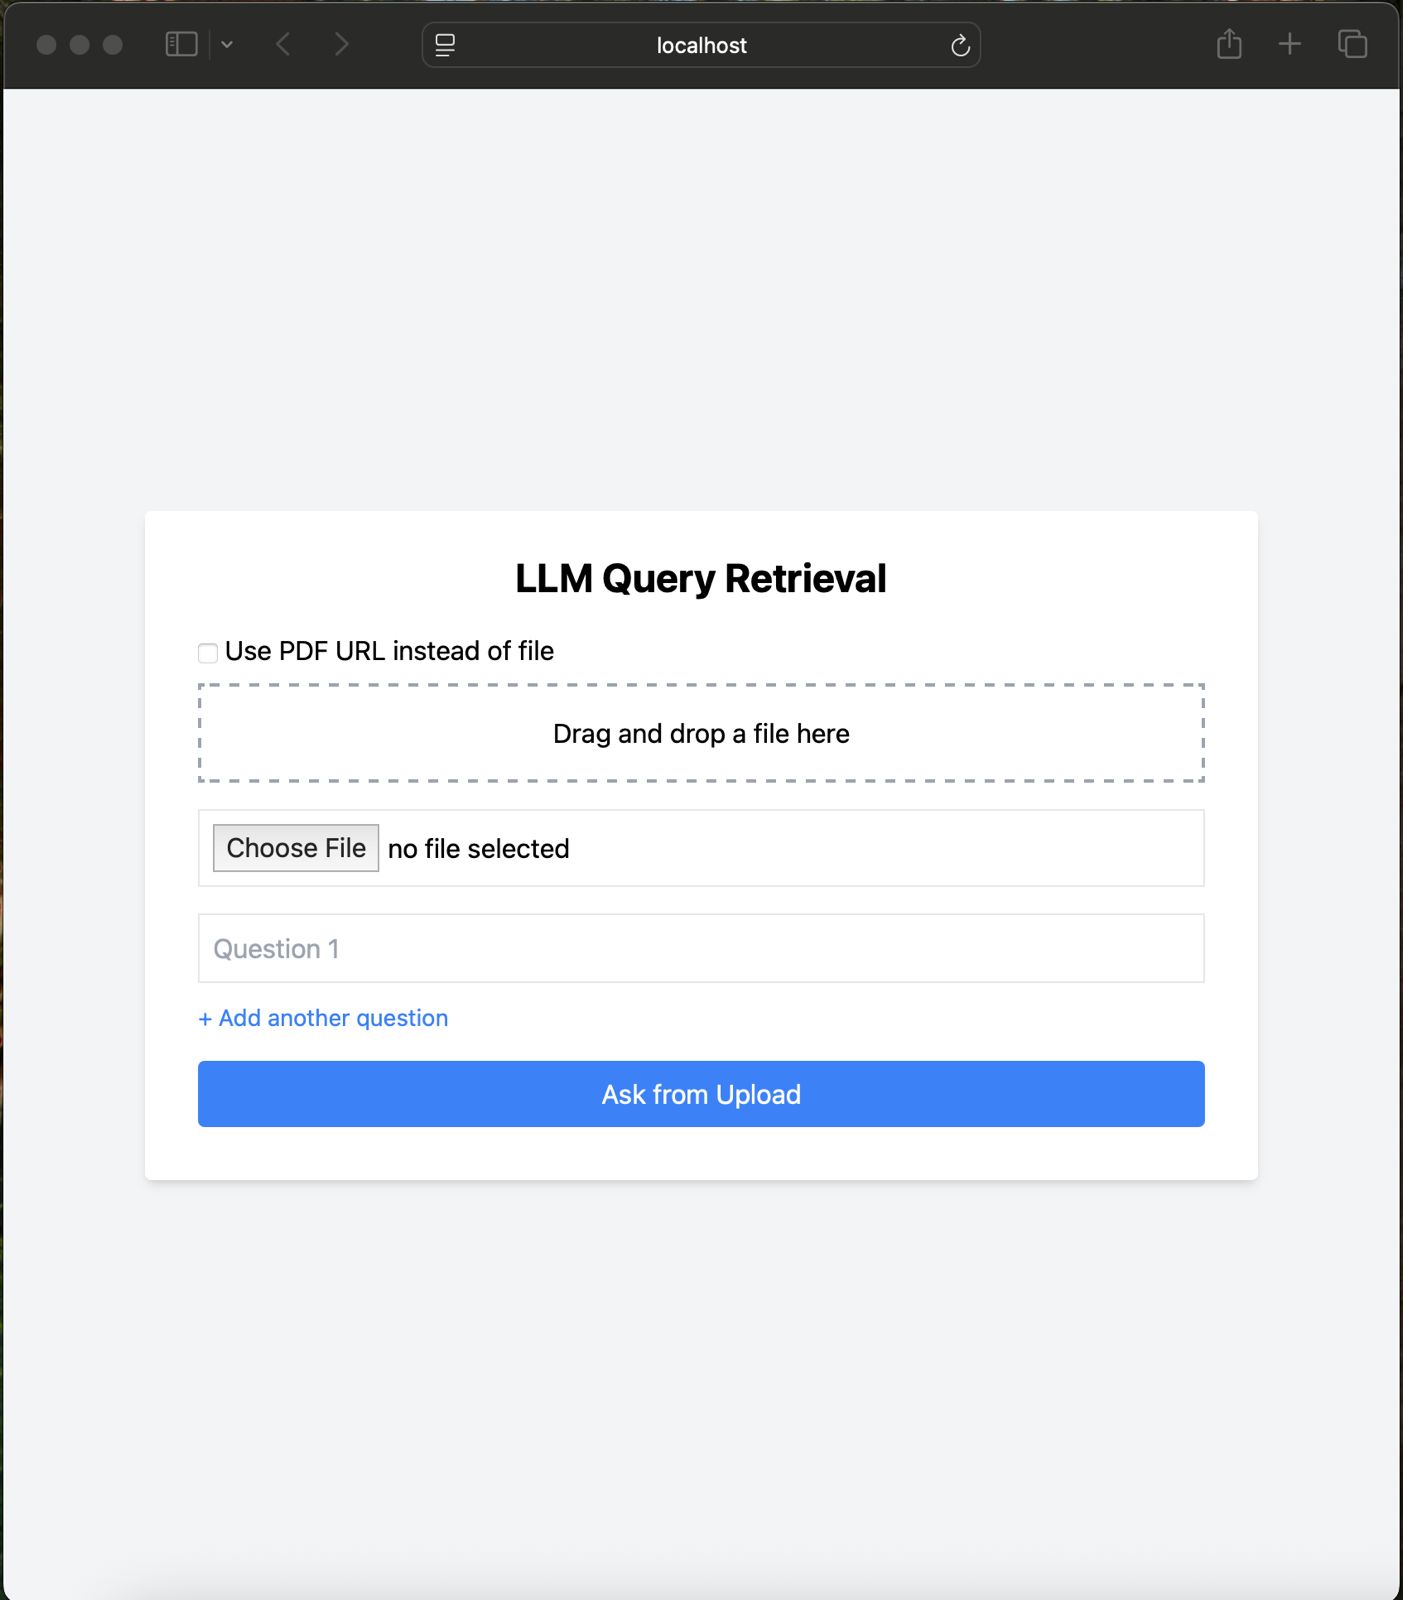 localhost
LLM Query Retrieval
Use PDF URL instead of file
Drag and drop a file here
Choose File no file selected
Question 1
+ Add another question
Ask from Upload